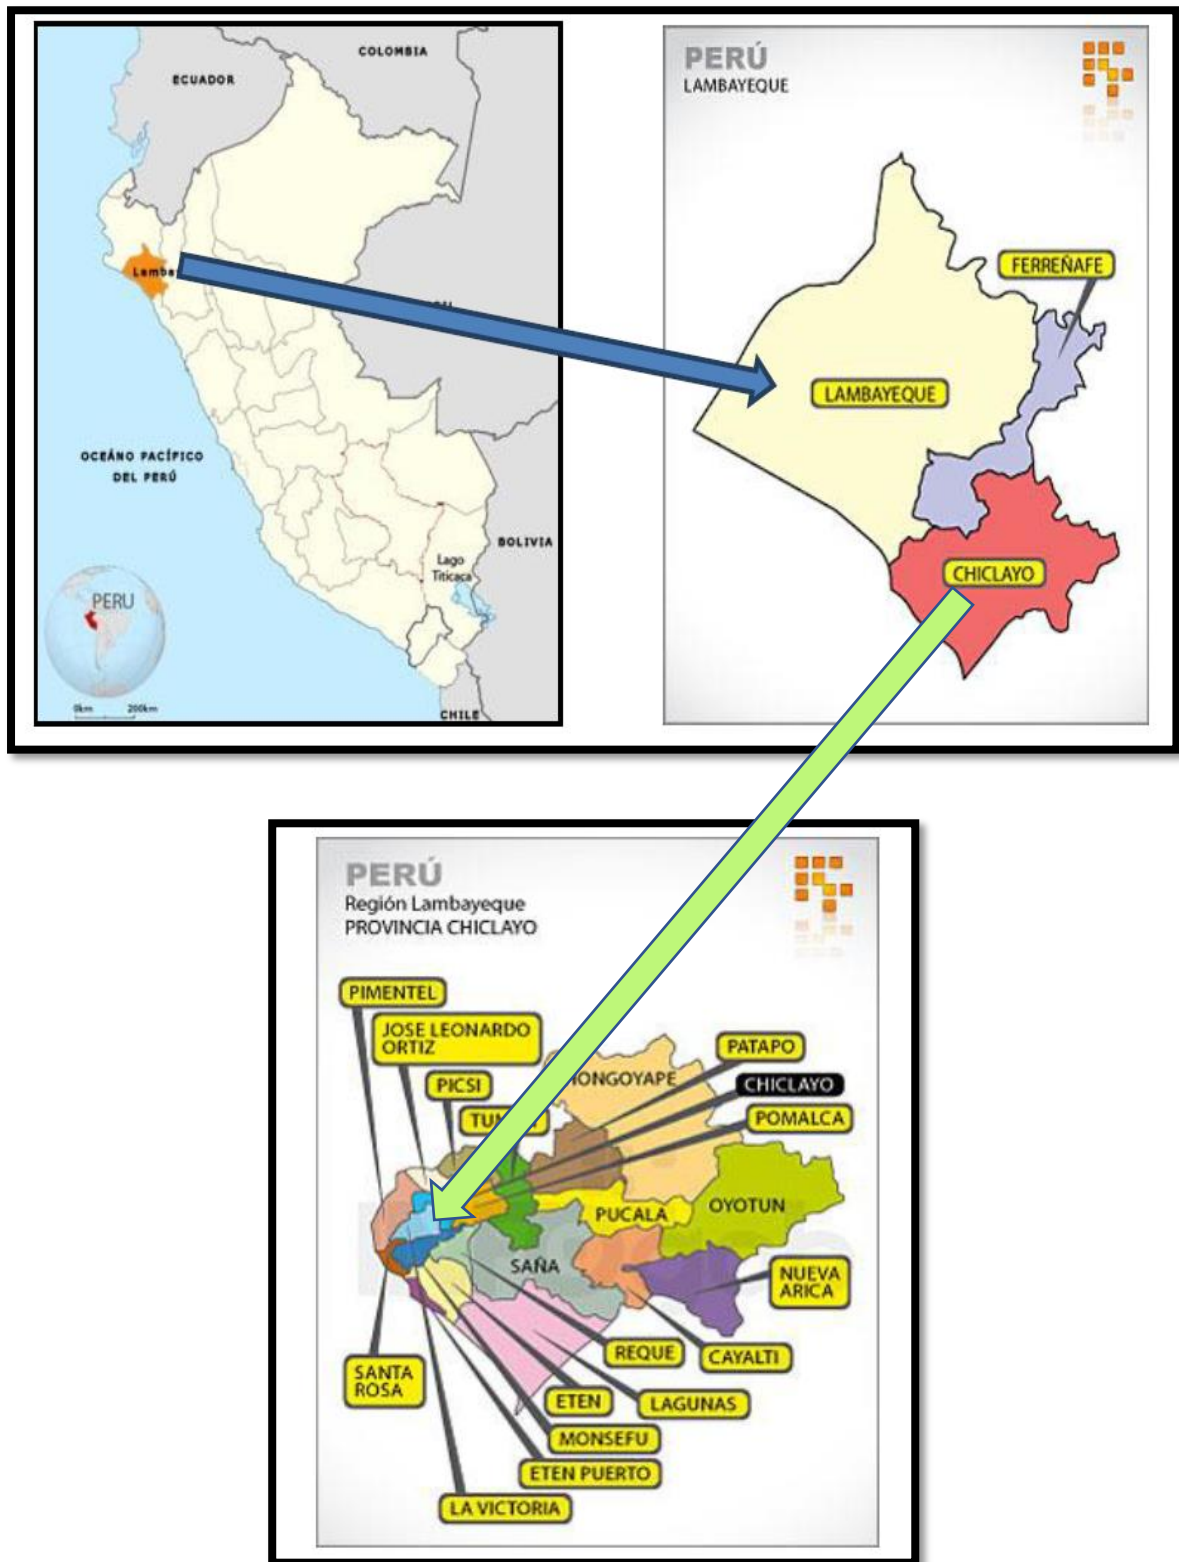 COLOMBIA
ECUADOR
OCEÁNO PACÍFICO
DEL PERÚ
BOLIVIA
Lago
Titicaca
PERU
0km 200km
CHILE
PERÚ
LAMBAYEQUE
FERREÑAFE
LAMBAYEQUE
CHICLAYO
PERÚ
Región Lambayeque
PROVINCIA CHICLAYO
PIMENTEL
JOSE LEONARDO
ORTIZ
PICSI
PATAPO
CHICLAYO
POMALCA
PUCALA
OYOTUN
SAÑA
NUEVA
ARICA
REQUE
CAYALTI
SANTA
ROSA
ETEN
LAGUNAS
MONSEFU
ETEN PUERTO
LA VICTORIA